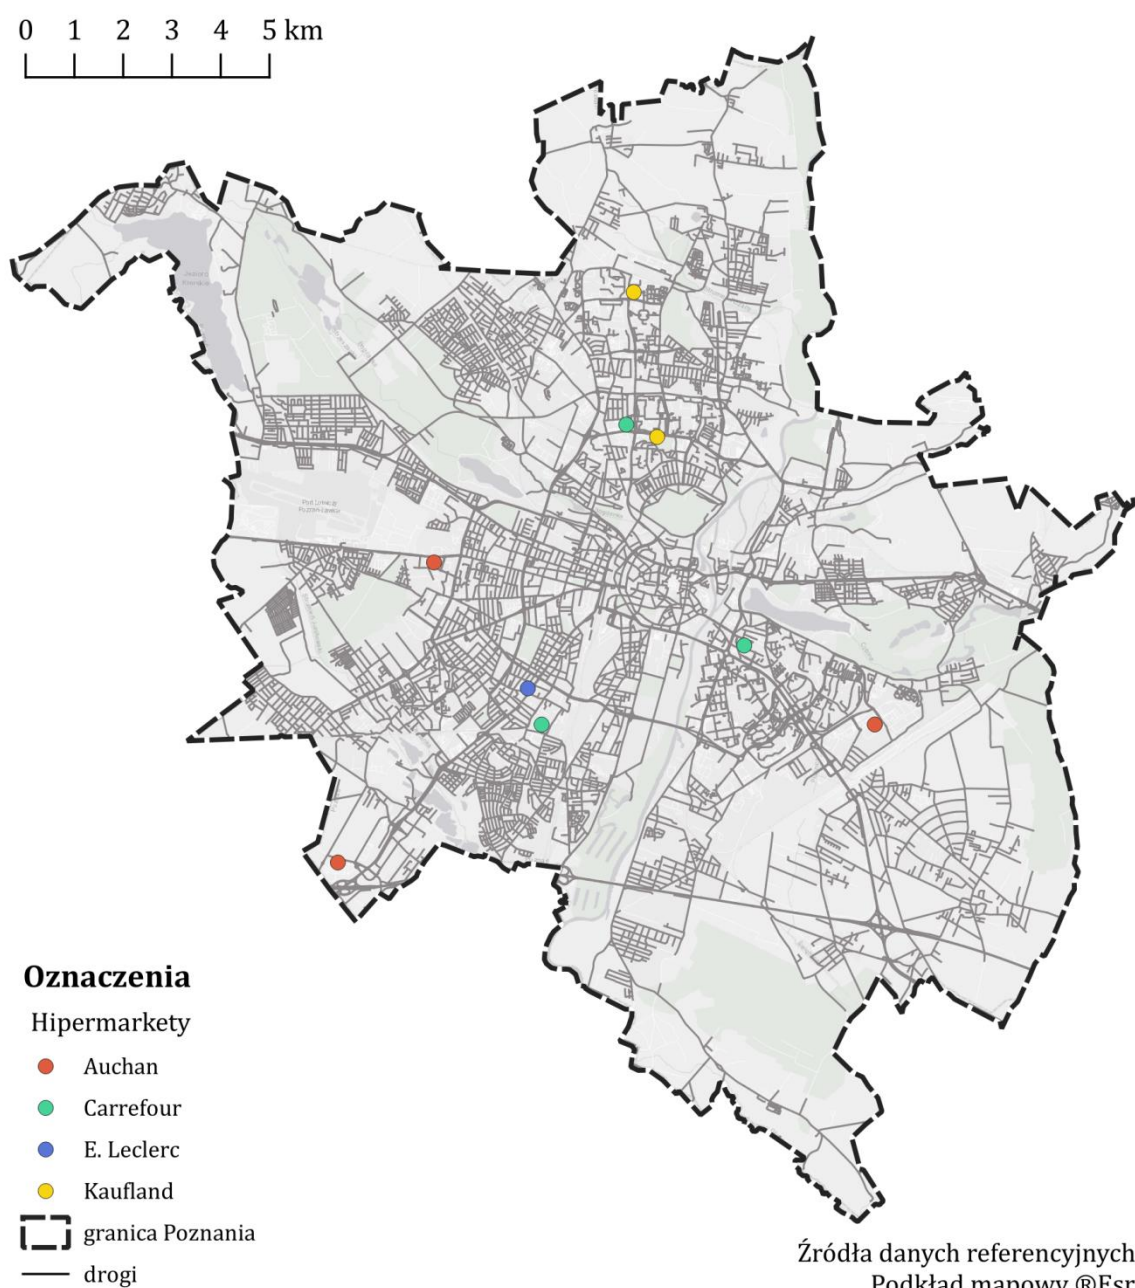 0 1 2 3 4 5 km
Oznaczenia
Hipermarkety
Auchan
Carrefour
E. Leclerc
Kaufland
granica Poznania
drogi
Źródła danych referencyjnych
Podkład mapowy ®Esr